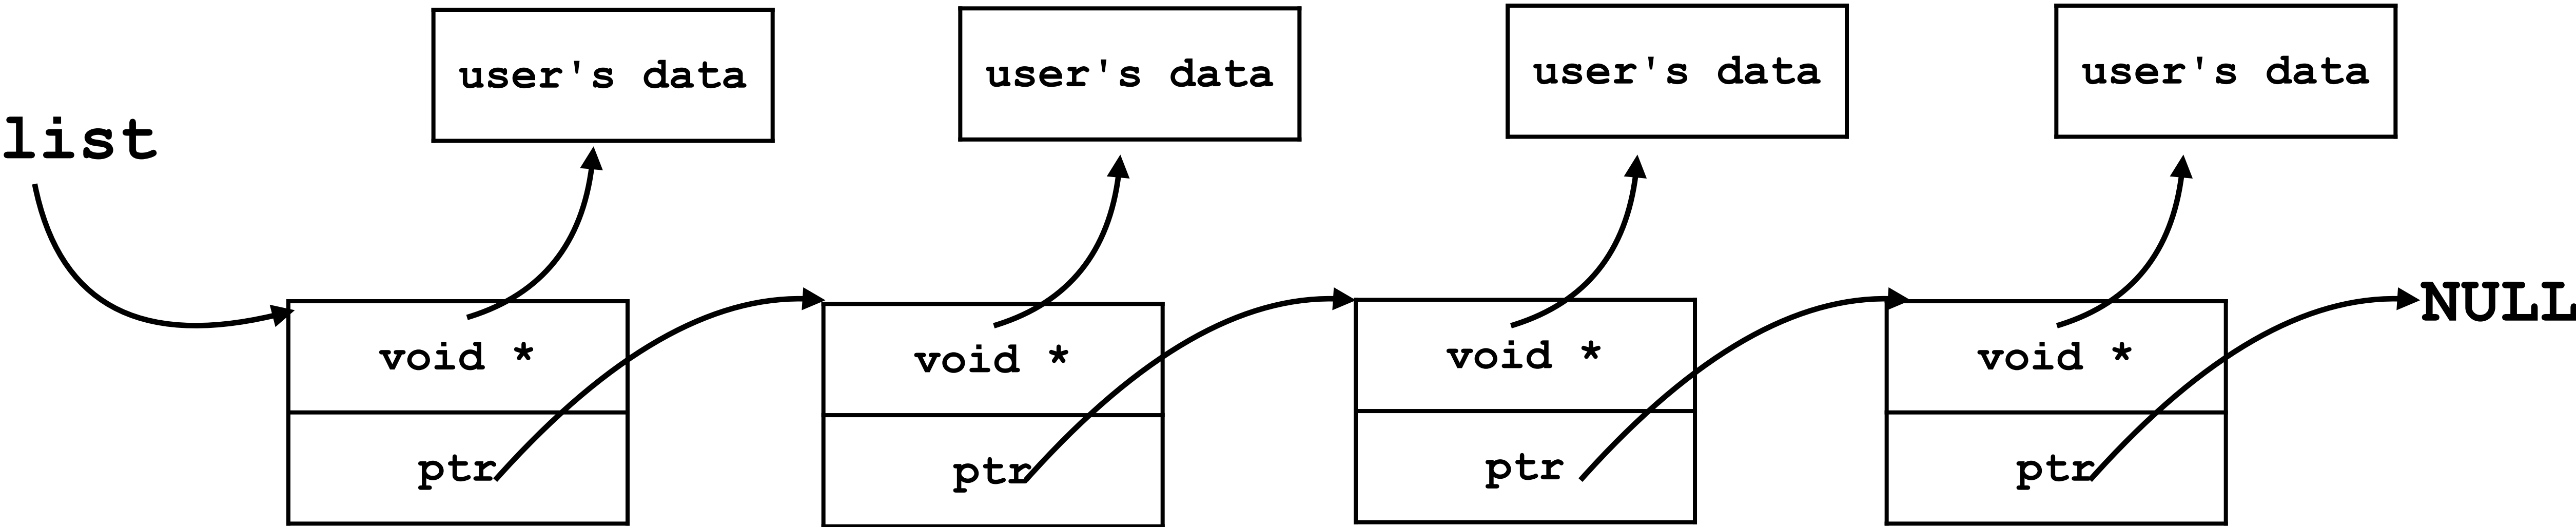 user's data
user's data
user's data
user's data
list
NULL
void *
void *
void *
void *
ptr
ptr
ptr
ptr